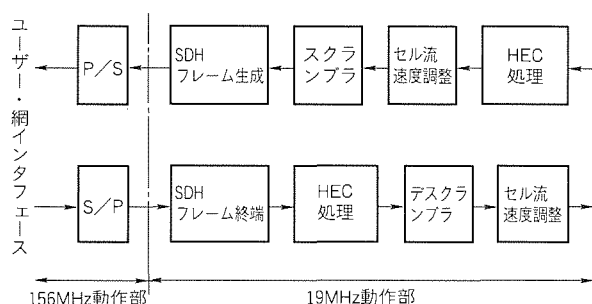 ユーザー・網インタフェース
P/S
SDH
フレーム生成
スクラ
ンブラ
セル流
速度調整
HEC
処理
S/P
SDH
フレーム終端
HEC
処理
デスクラ
ンブラ
セル流
速度調整
156MHz動作部
19MHz動作部